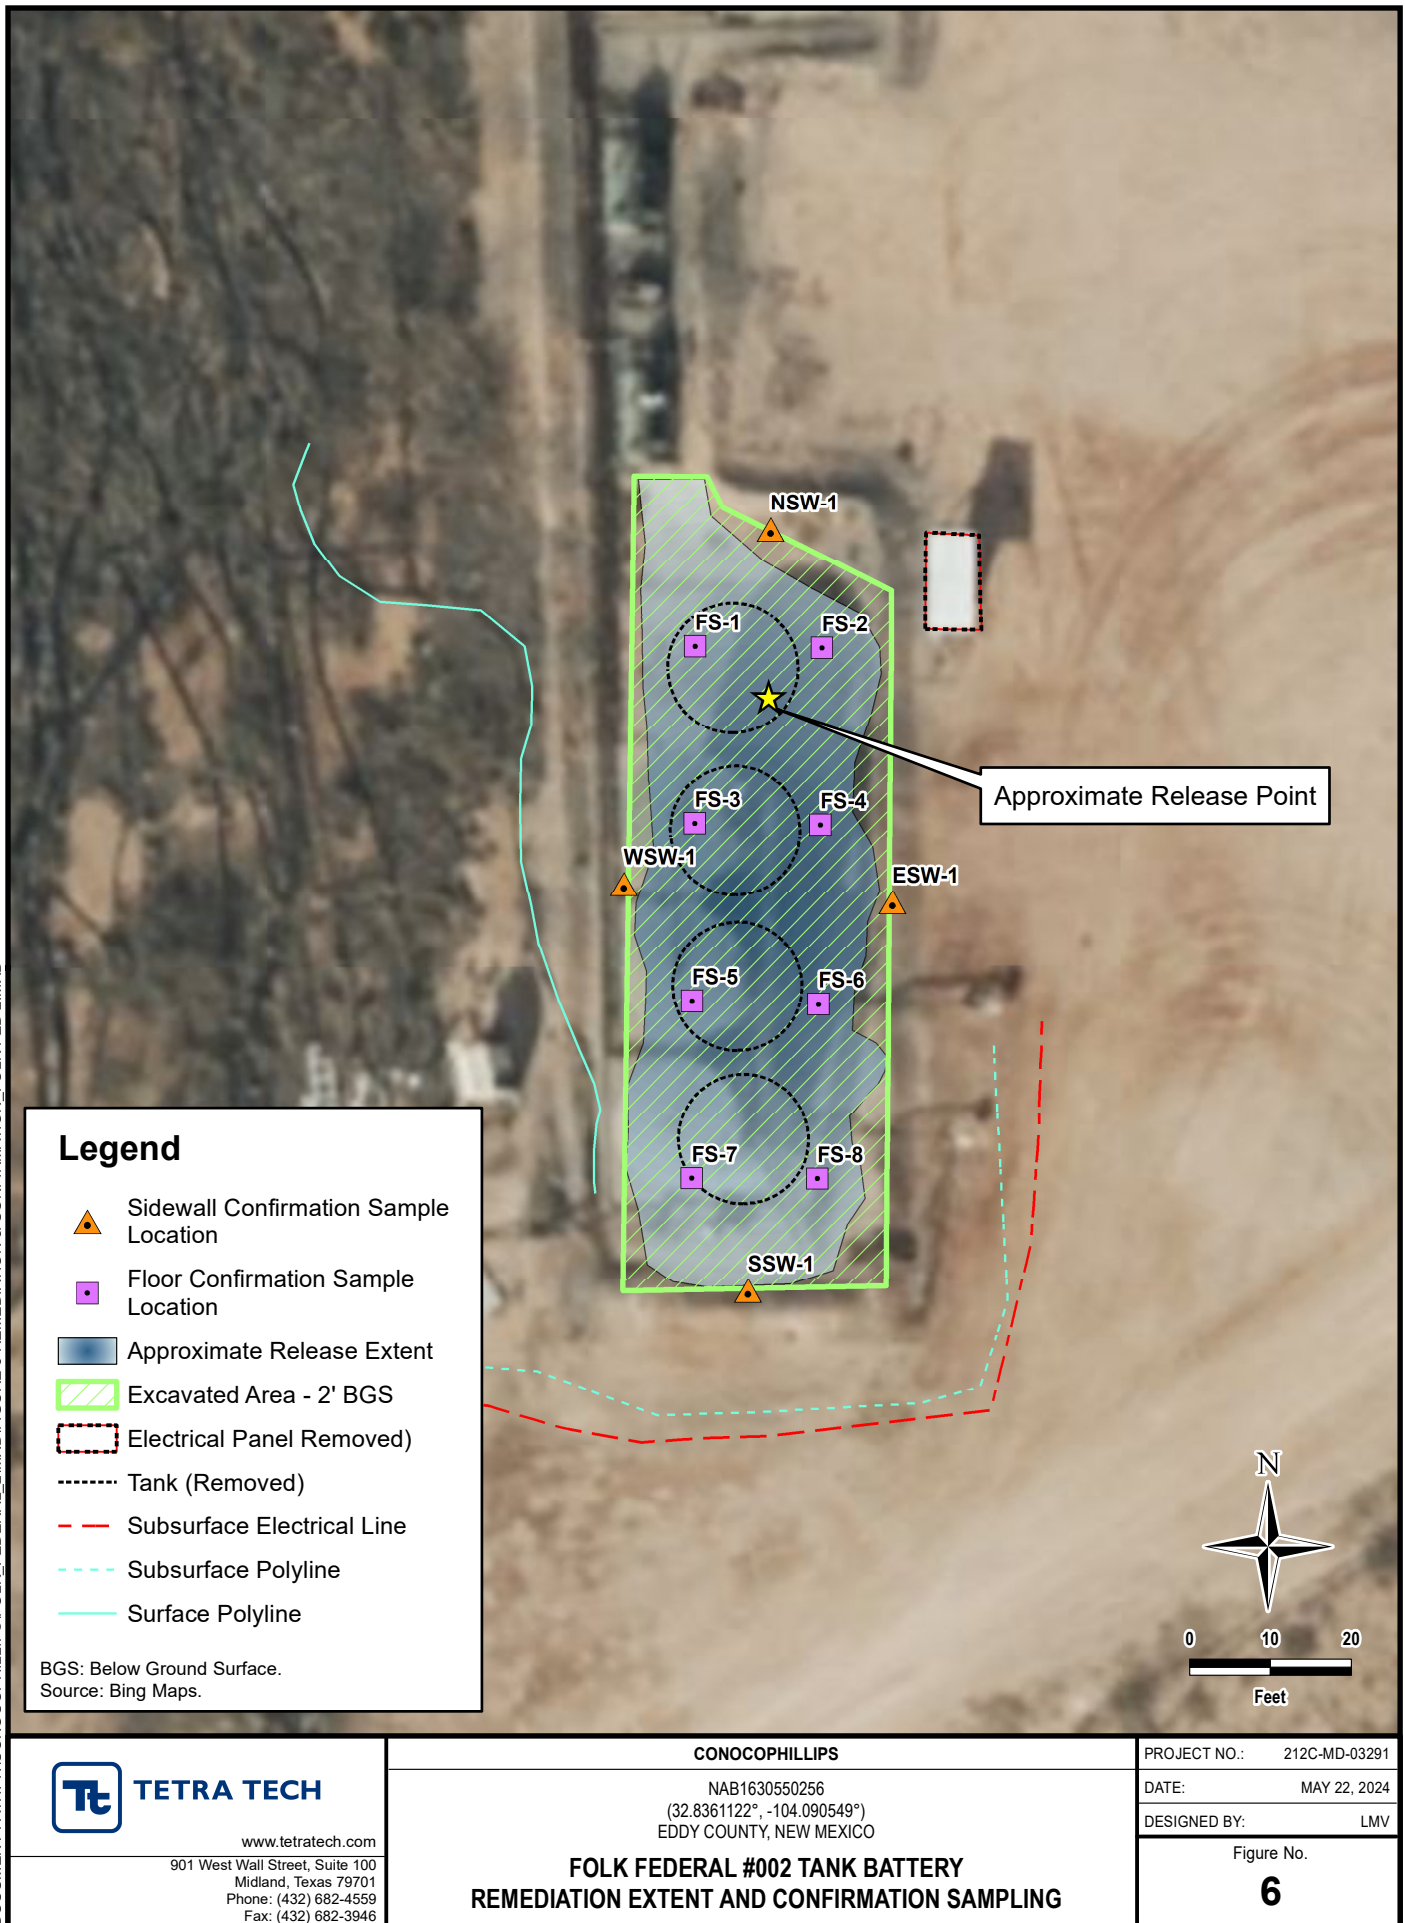 NSW-1
FS-1
FS-2
Approximate Release Point
FS-3
FS-4
WSW-1
ESW-1
FS-5
FS-6
FS-7
FS-8
SSW-1
Legend
Sidewall Confirmation Sample
Location
Floor Confirmation Sample
Location
Approximate Release Extent
Excavated Area - 2' BGS
Electrical Panel Removed)
Tank (Removed)
Subsurface Electrical Line
Subsurface Polyline
Surface Polyline
BGS: Below Ground Surface.
Source: Bing Maps.
N
0 10 20
Feet
Tt TETRA TECH
www.tetratech.com
901 West Wall Street, Suite 100
Midland, Texas 79701
Phone: (432) 682-4559
Fax: (432) 682-3946
CONOCOPHILLIPS
NAB1630550256
(32.8361122°, -104.090549°)
EDDY COUNTY, NEW MEXICO
FOLK FEDERAL #002 TANK BATTERY
REMEDIATION EXTENT AND CONFIRMATION SAMPLING
PROJECT NO.: 212C-MD-03291
DATE: MAY 22, 2024
DESIGNED BY: LMV
Figure No.
6